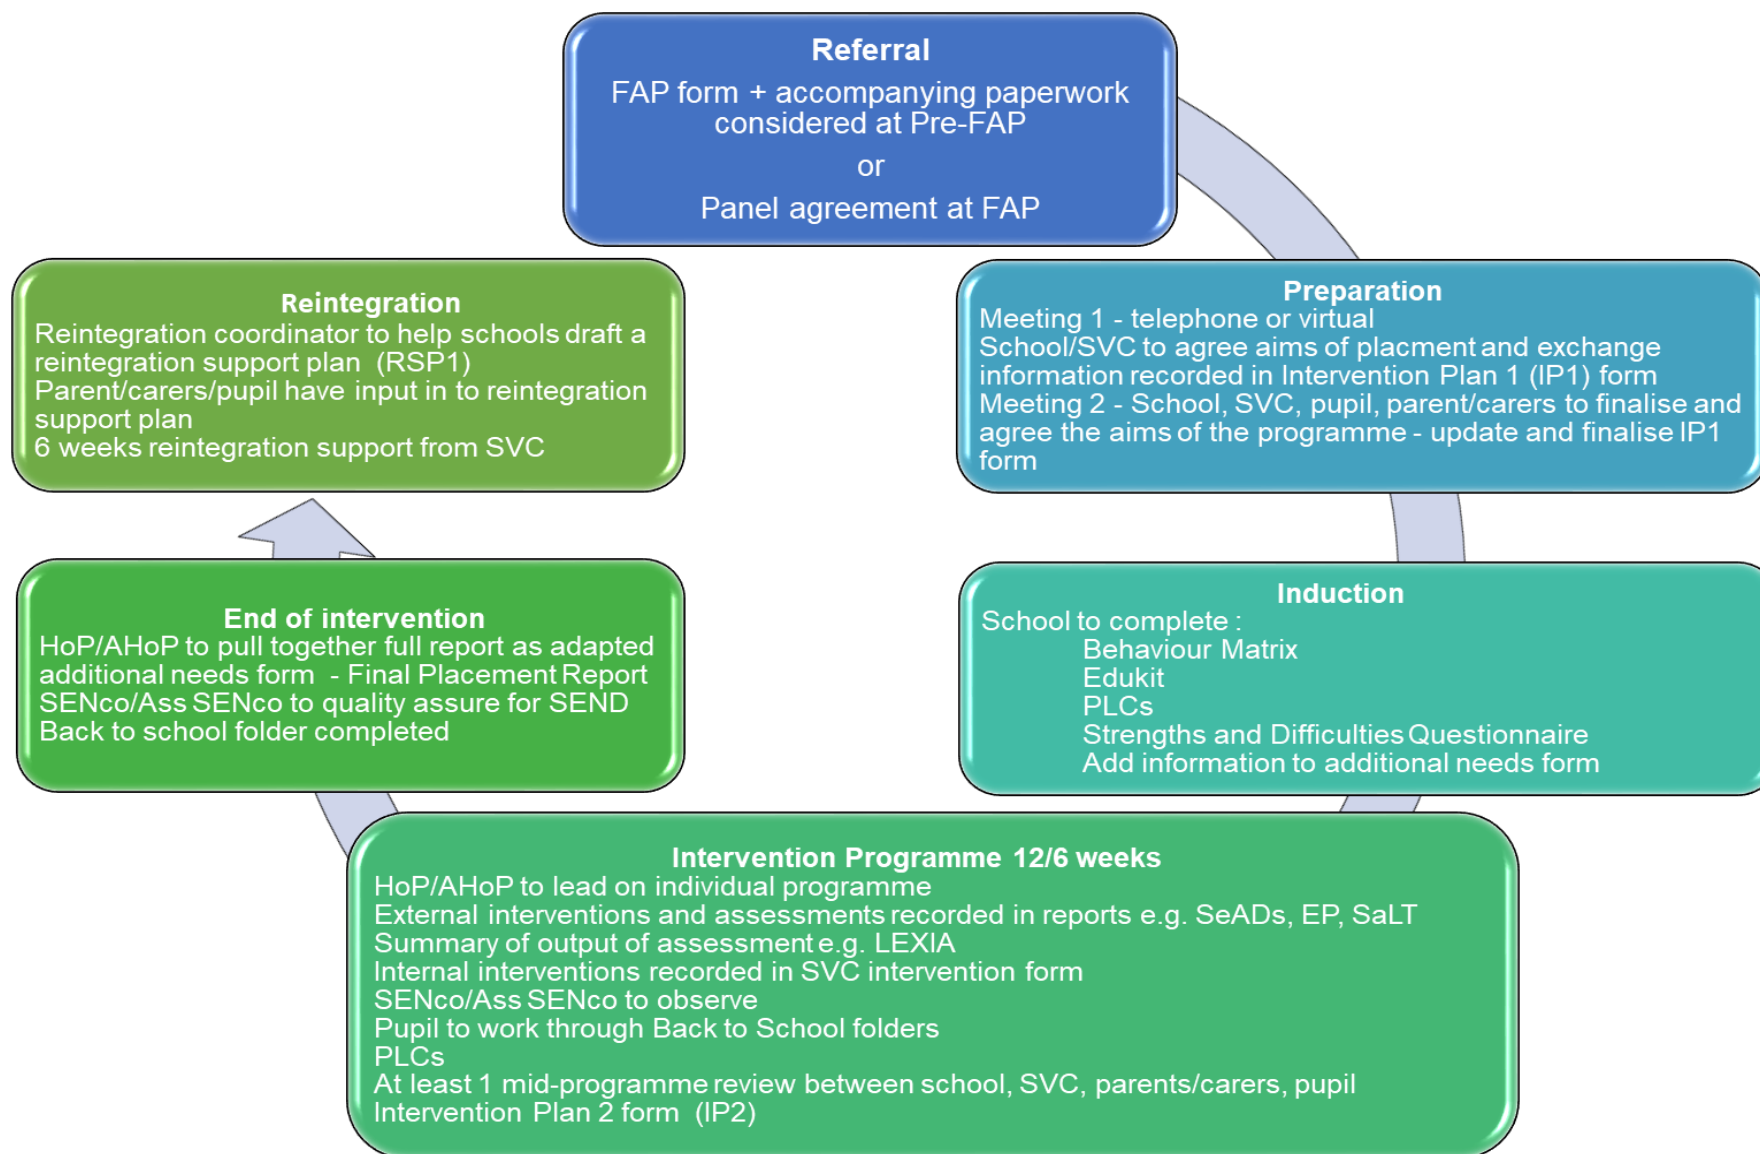 Referral
FAP form + accompanying paperwork
considered at Pre-FAP
or
Panel agreement at FAP
Preparation
Meeting 1 - telephone or virtual
School/SVC to agree aims of placment and exchange
information recorded in Intervention Plan 1 (IP1) form
Meeting 2 - School, SVC, pupil, parent/carers to finalise and
agree the aims of the programme - update and finalise IP1
form
Induction
School to complete :
Behaviour Matrix
Edukit
PLCs
Strengths and Difficulties Questionnaire
Add information to additional needs form
Intervention Programme 12/6 weeks
HoP/AHoP to lead on individual programme
External interventions and assessments recorded in reports e.g. SeADs, EP, SaLT
Summary of output of assessment e.g. LEXIA
Internal interventions recorded in SVC intervention form
SENco/Ass SENco to observe
Pupil to work through Back to School folders
PLCs
At least 1 mid-programme review between school, SVC, parents/carers, pupil
Intervention Plan 2 form (IP2)
End of intervention
HoP/AHoP to pull together full report as adapted
additional needs form - Final Placement Report
SENco/Ass SENco to quality assure for SEND
Back to school folder completed
Reintegration
Reintegration coordinator to help schools draft a
reintegration support plan (RSP1)
Parent/carers/pupil have input in to reintegration
support plan
6 weeks reintegration support from SVC